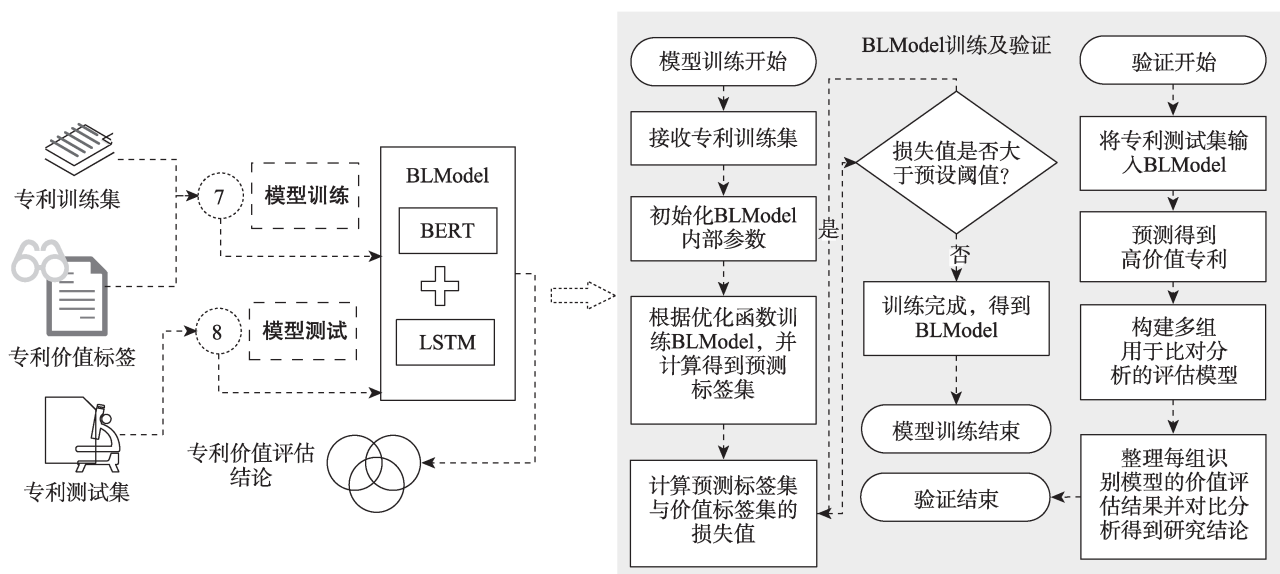 专利训练集
专利价值标签
专利测试集
7
模型训练
8
模型测试
BLModel
BERT
LSTM
专利价值评估
结论
BLModel训练及验证
模型训练开始
接收专利训练集
初始化BLModel
内部参数
根据优化函数训
练BLModel，并
计算得到预测
标签集
计算预测标签集
与价值标签集的
损失值
是
损失值是否大
于预设阈值?
否
训练完成，得到
BLModel
模型训练结束
验证开始
将专利测试集输
入BLModel
预测得到
高价值专利
构建多组
用于比对分
析的评估模型
整理每组识
别模型的价值评
估结果并对比分
析得到研究结论
验证结束